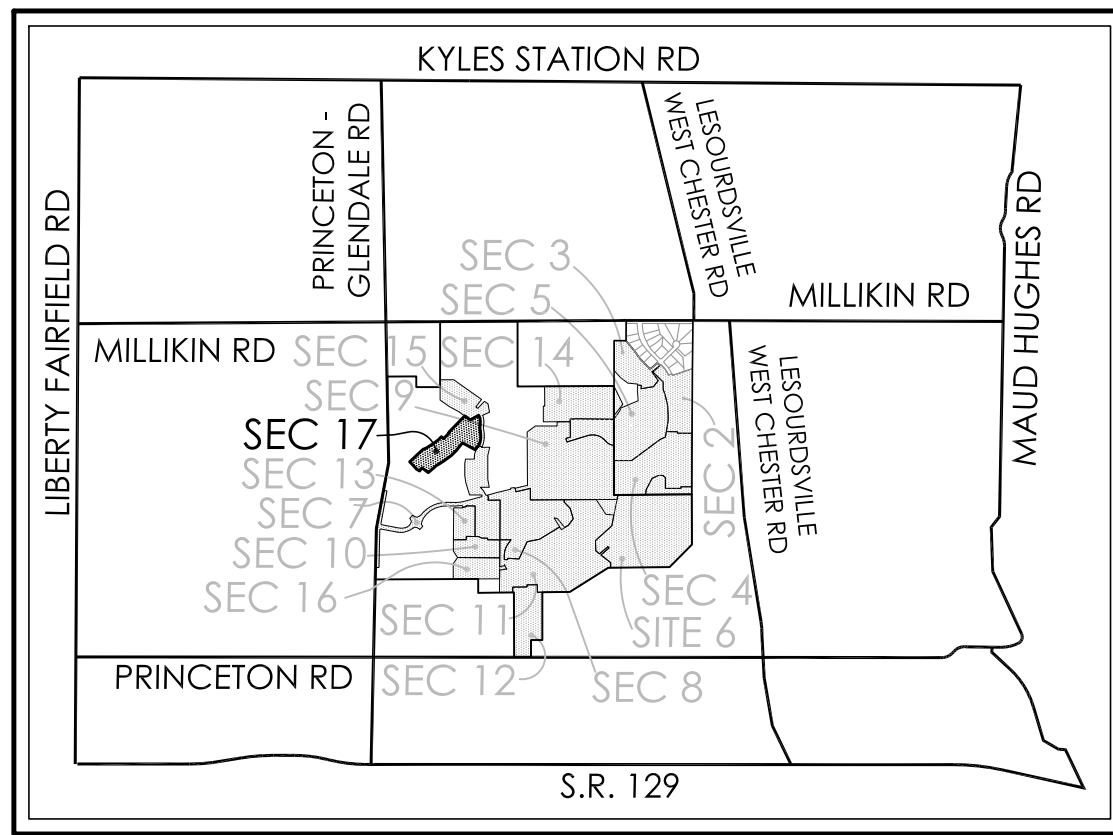 KYLES STATION RD
PRINCETON -
GLENDALE RD
LESOURDSVILLE
WEST CHESTER RD
LIBERTY FAIRFIELD RD
MAUD HUGHES RD
SEC 3
SEC 5
MILLIKIN RD
MILLIKIN RD
SEC 15
SEC 14
SEC 9
SEC 17
SEC 2
LESOURDSVILLE
WEST CHESTER RD
SEC 13
SEC 7
SEC 10
SEC 16
SEC 4
SEC 11
SITE 6
PRINCETON RD
SEC 12
SEC 8
S.R. 129